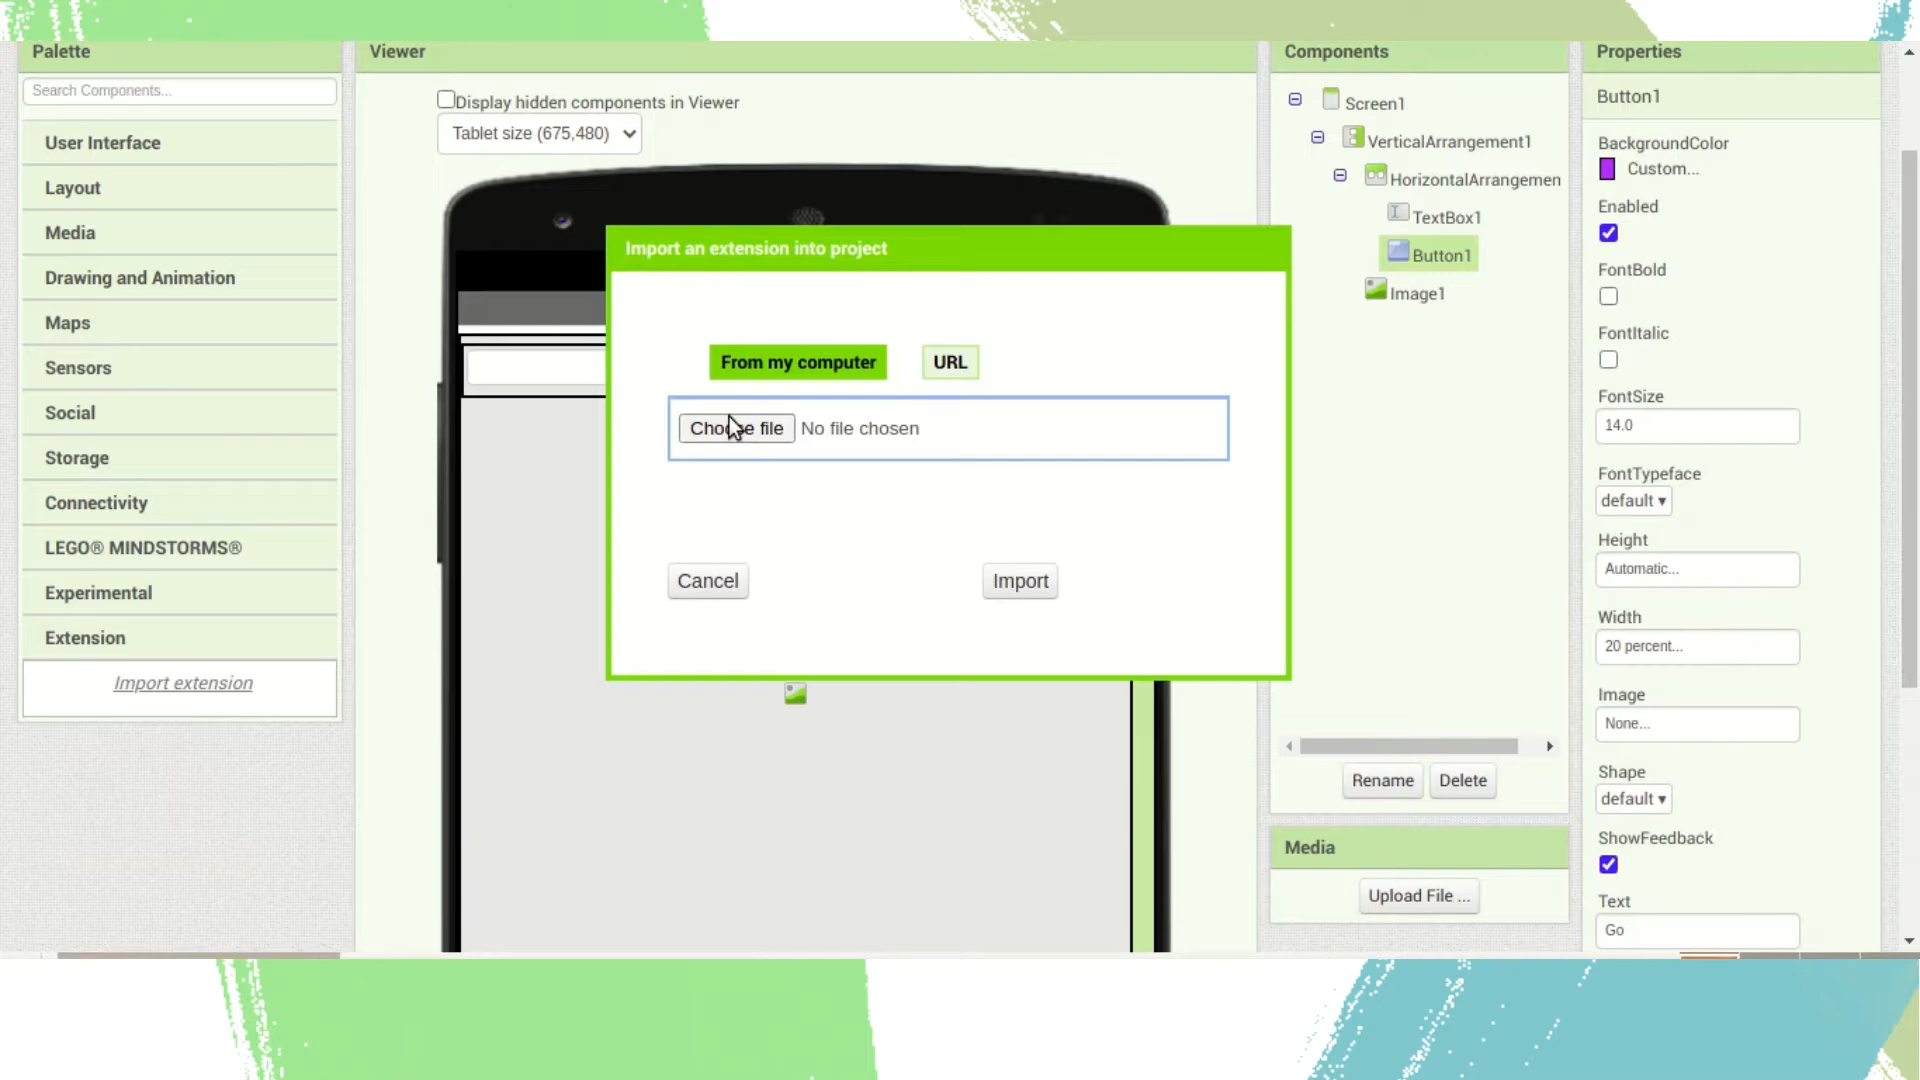 Palette
Search Components...
User Interface
Layout
Media
Drawing and Animation
Maps
Sensors
Social
Storage
Connectivity
LEGO® MINDSTORMS®
Experimental
Extension
Import extension
Viewer
Display hidden components in Viewer
Tablet size (675,480)
Import an extension into project
From my computer
URL
Choose file No file chosen
Cancel
Import
Components
Screen1
VerticalArrangement1
HorizontalArrangemen
TextBox1
Button1
Image1
Rename
Delete
Media
Upload File ...
Properties
Button1
BackgroundColor
Custom...
Enabled
FontBold
FontItalic
FontSize
14.0
FontTypeface
default ▾
Height
Automatic...
Width
20 percent...
Image
None...
Shape
default ▾
ShowFeedback
Text
Go